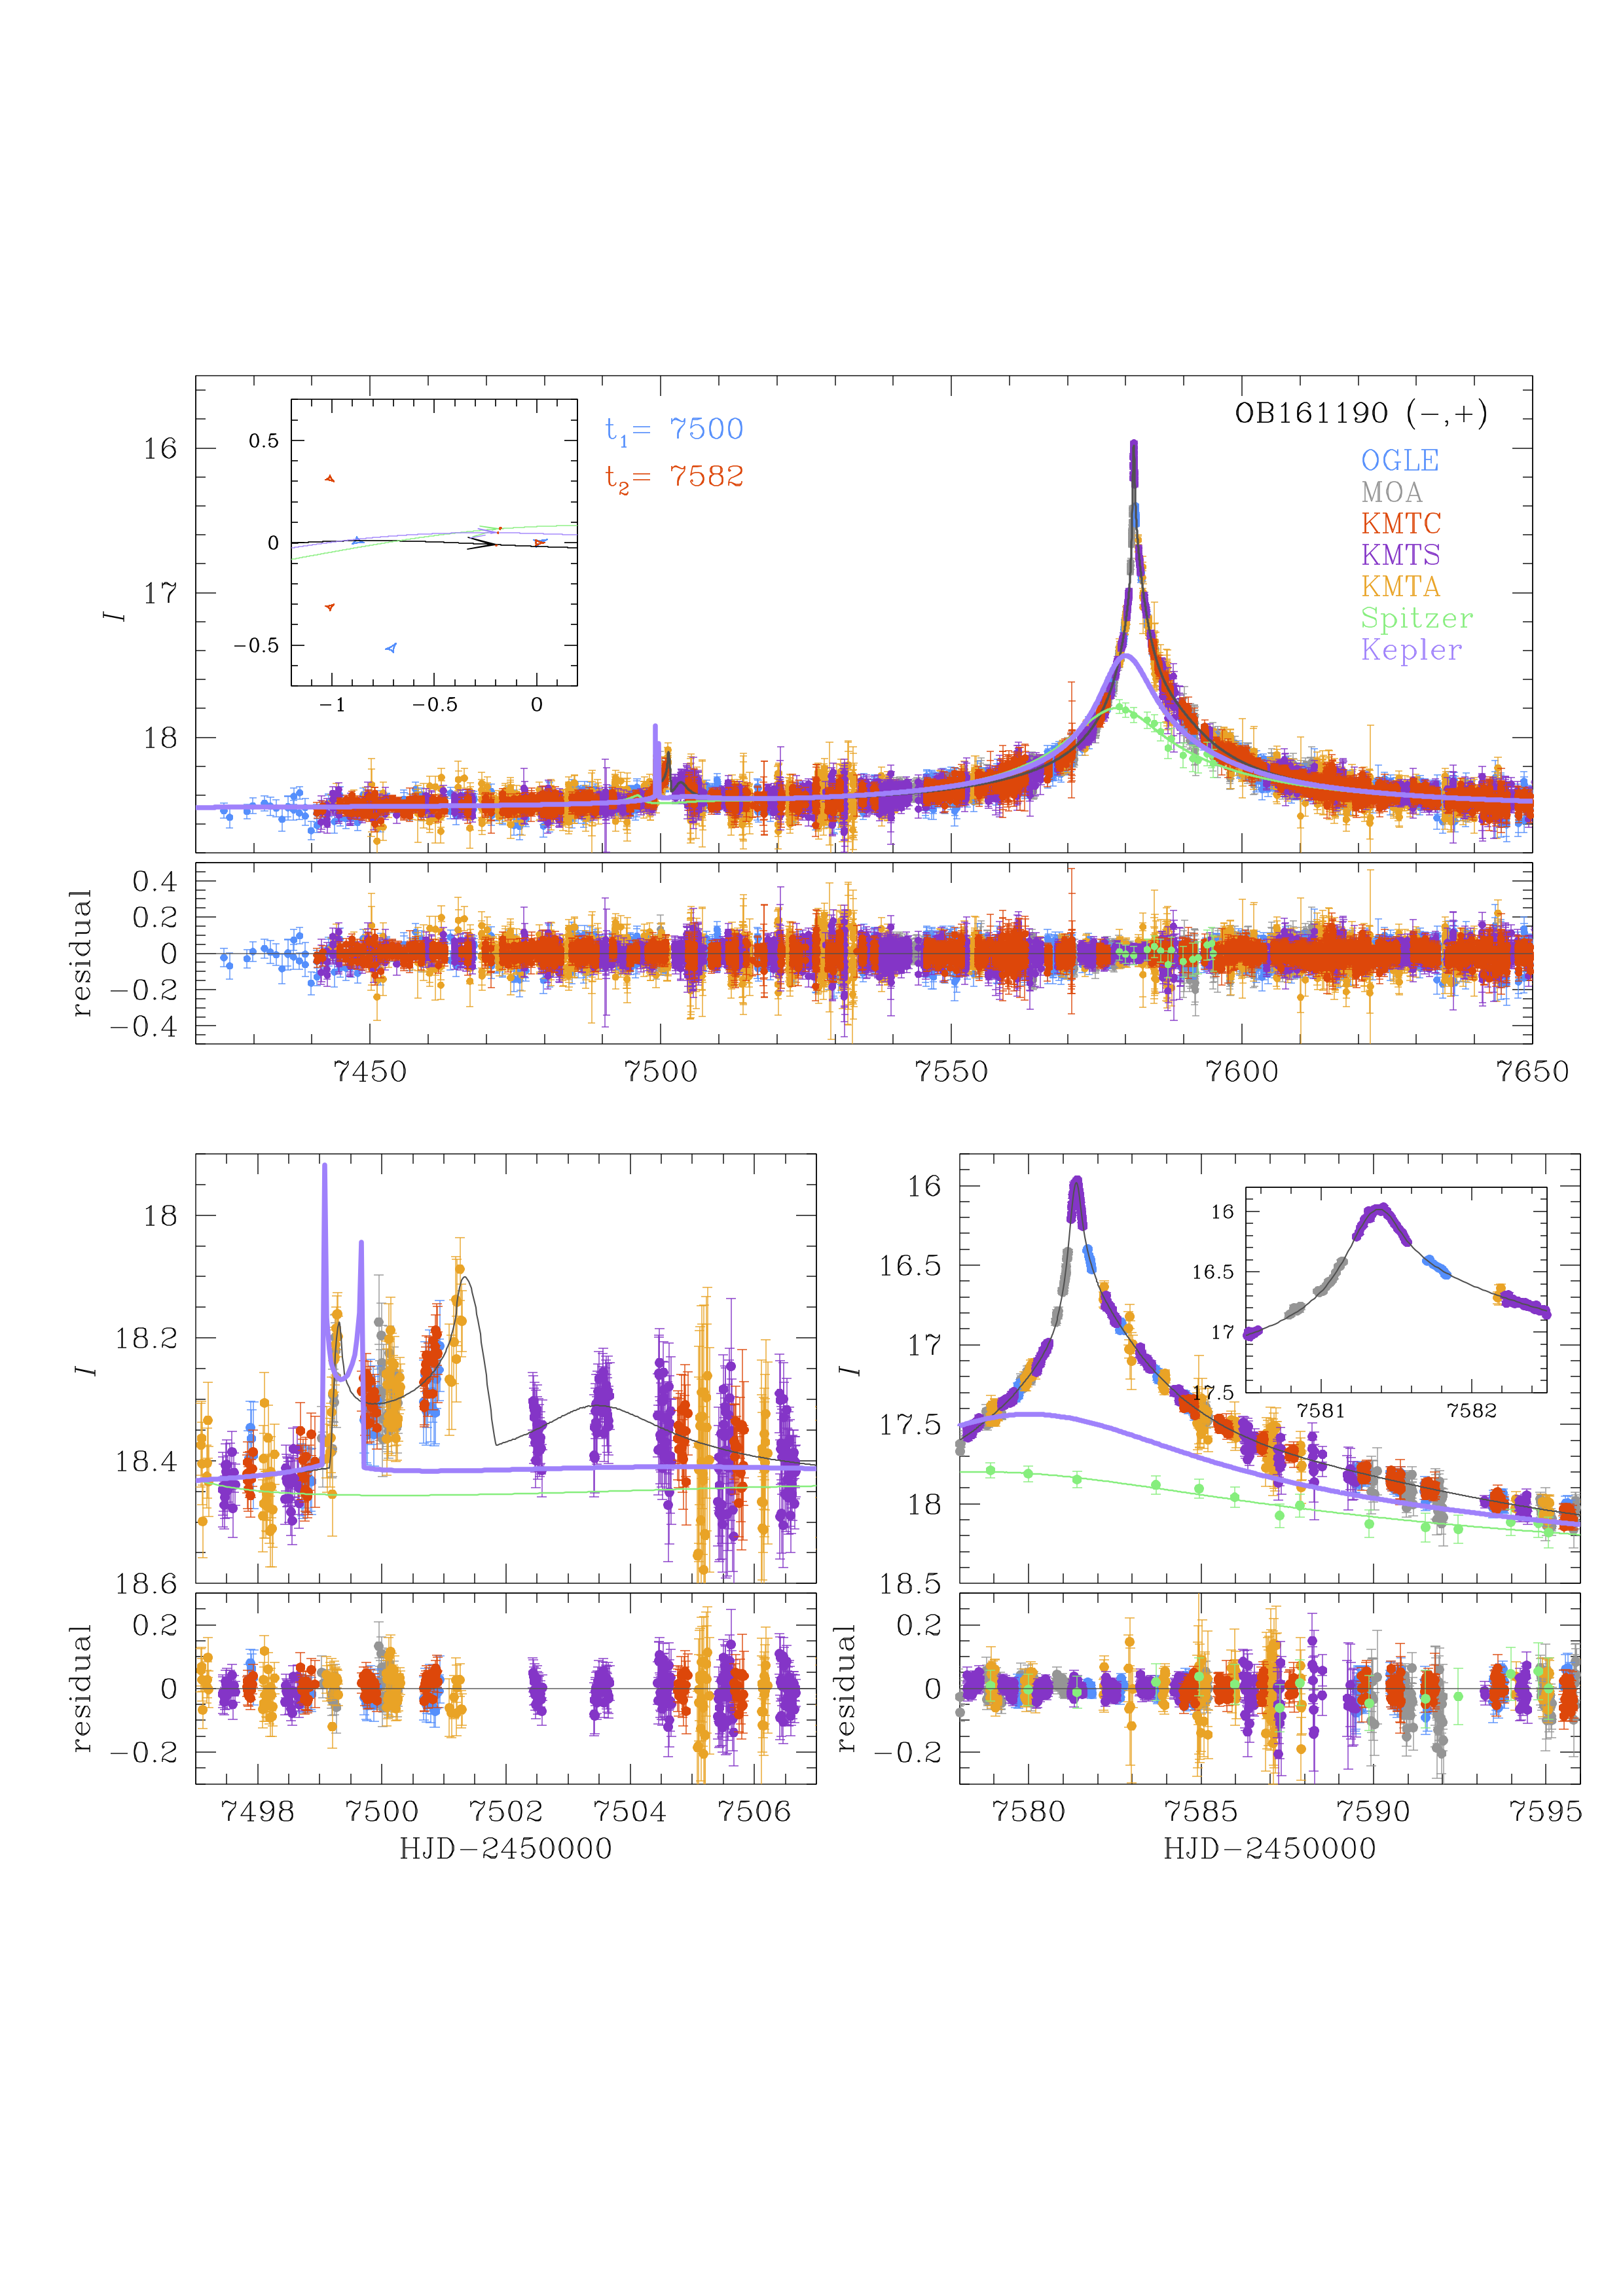 OB161190 (−,+)
t1= 7500
t2= 7582
OGLE
MOA
KMTC
KMTS
KMTA
Spitzer
Kepler
I
16
17
18
0.5
0
−0.5
−1 −0.5 0
residual
0.4
0.2
0
−0.2
−0.4
7450 7500 7550 7600 7650
I
18
18.2
18.4
18.6
residual
0.2
0
−0.2
7498 7500 7502 7504 7506
HJD−2450000
I
16
16.5
17
17.5
18
18.5
16
16.5
17
17.5
7581 7582
residual
0.2
0
−0.2
7580 7585 7590 7595
HJD−2450000